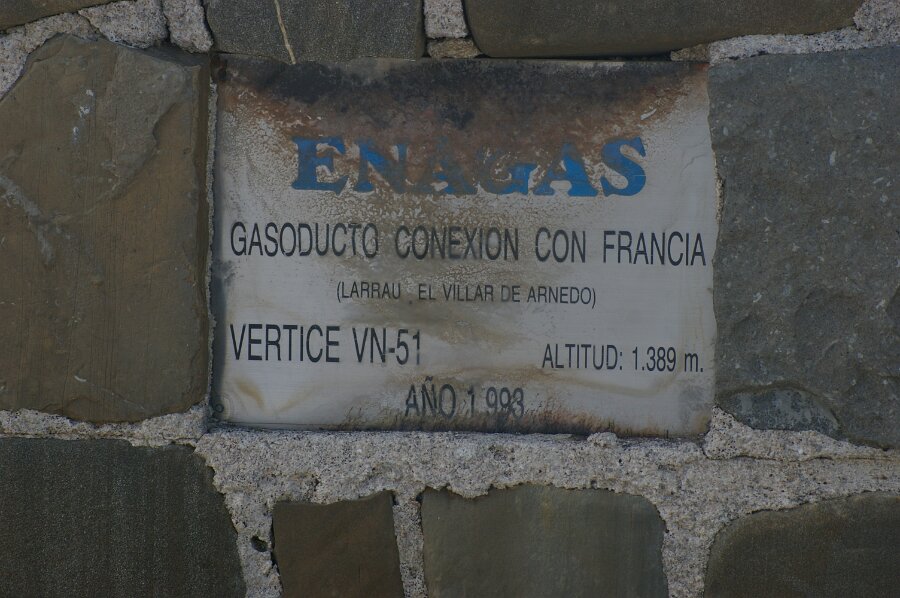 ENAGAS
GASODUCTO CONEXION CON FRANCIA
(LARRAU , EL VILLAR DE ARNEDO)
VERTICE VN-51 ALTITUD: 1.389 m.
AÑO 1.993